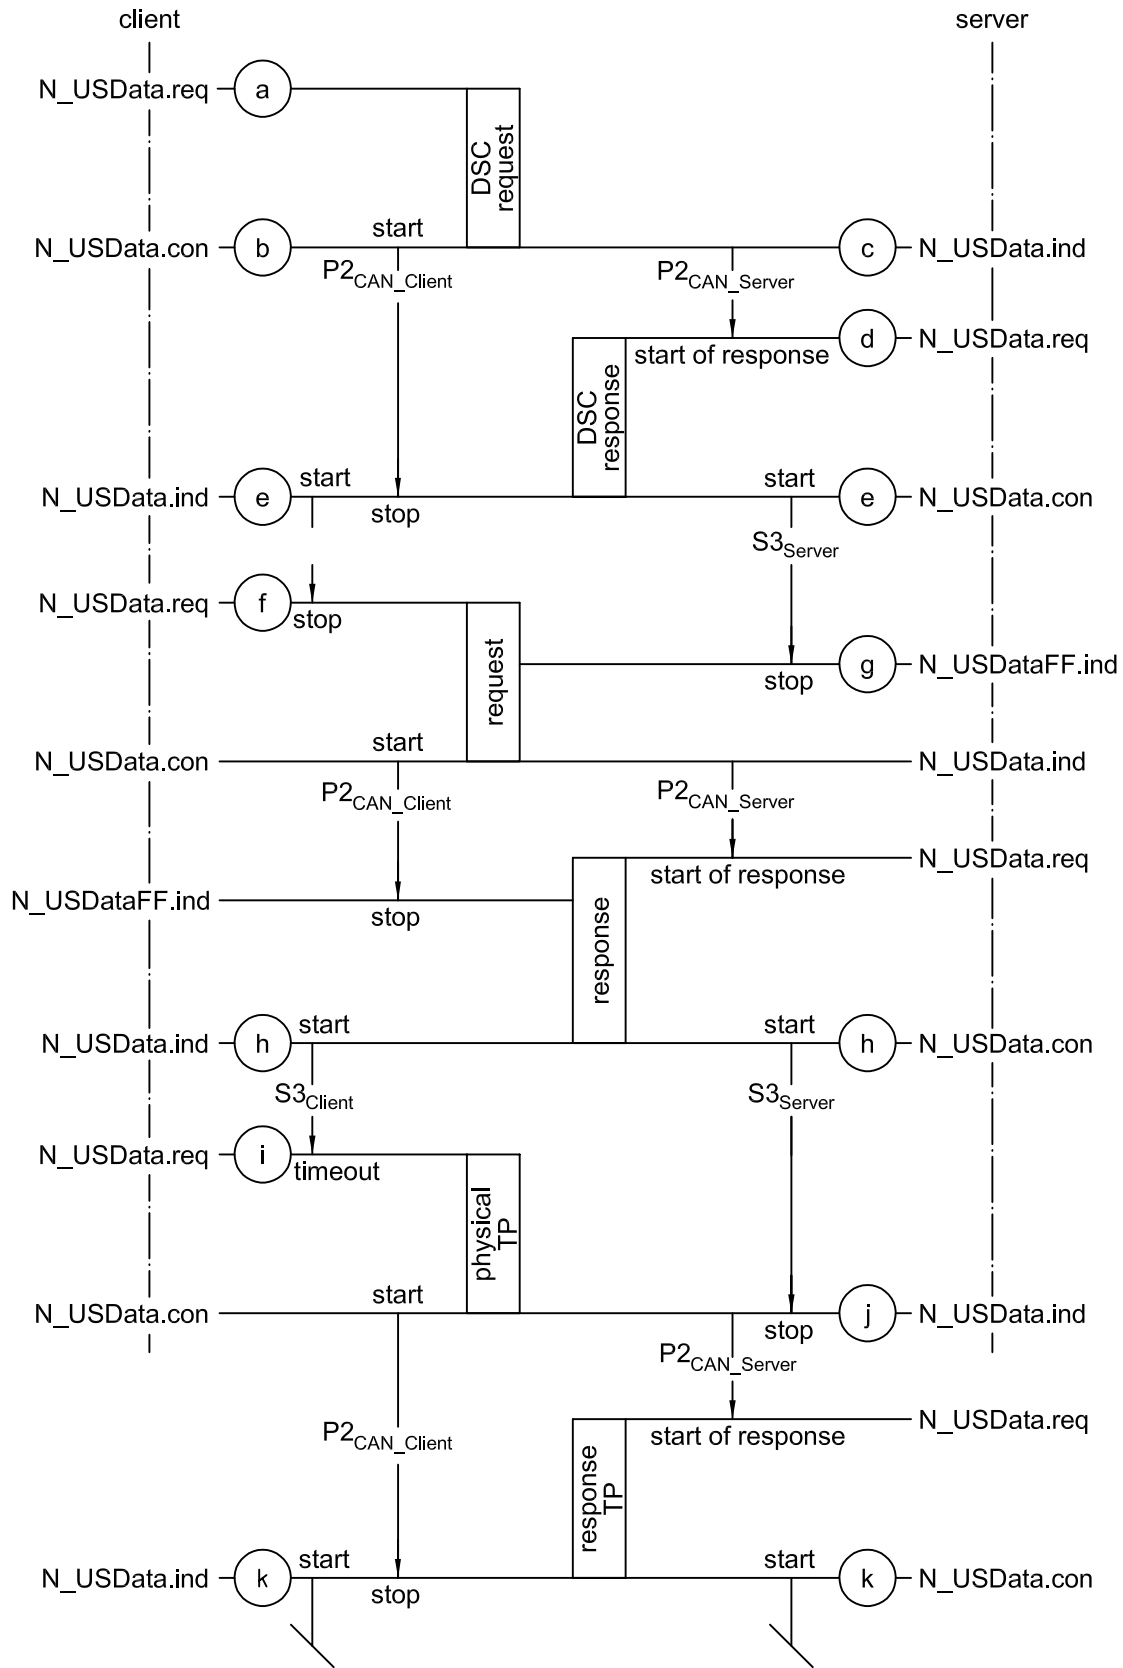 client server
N_USData.req a
DSC request
N_USData.con b start c N_USData.ind
P2CAN_Client P2CAN_Server
start of response d N_USData.req
DSC response
N_USData.ind e start stop start e N_USData.con
S3Server
N_USData.req f stop
request
stop g N_USDataFF.ind
N_USData.con start N_USData.ind
P2CAN_Client P2CAN_Server
start of response N_USData.req
N_USDataFF.ind stop
response
N_USData.ind h start start h N_USData.con
S3Client S3Server
N_USData.req i timeout
physical TP
N_USData.con start stop j N_USData.ind
P2CAN_Server
start of response N_USData.req
P2CAN_Client
response TP
N_USData.ind k start stop start k N_USData.con